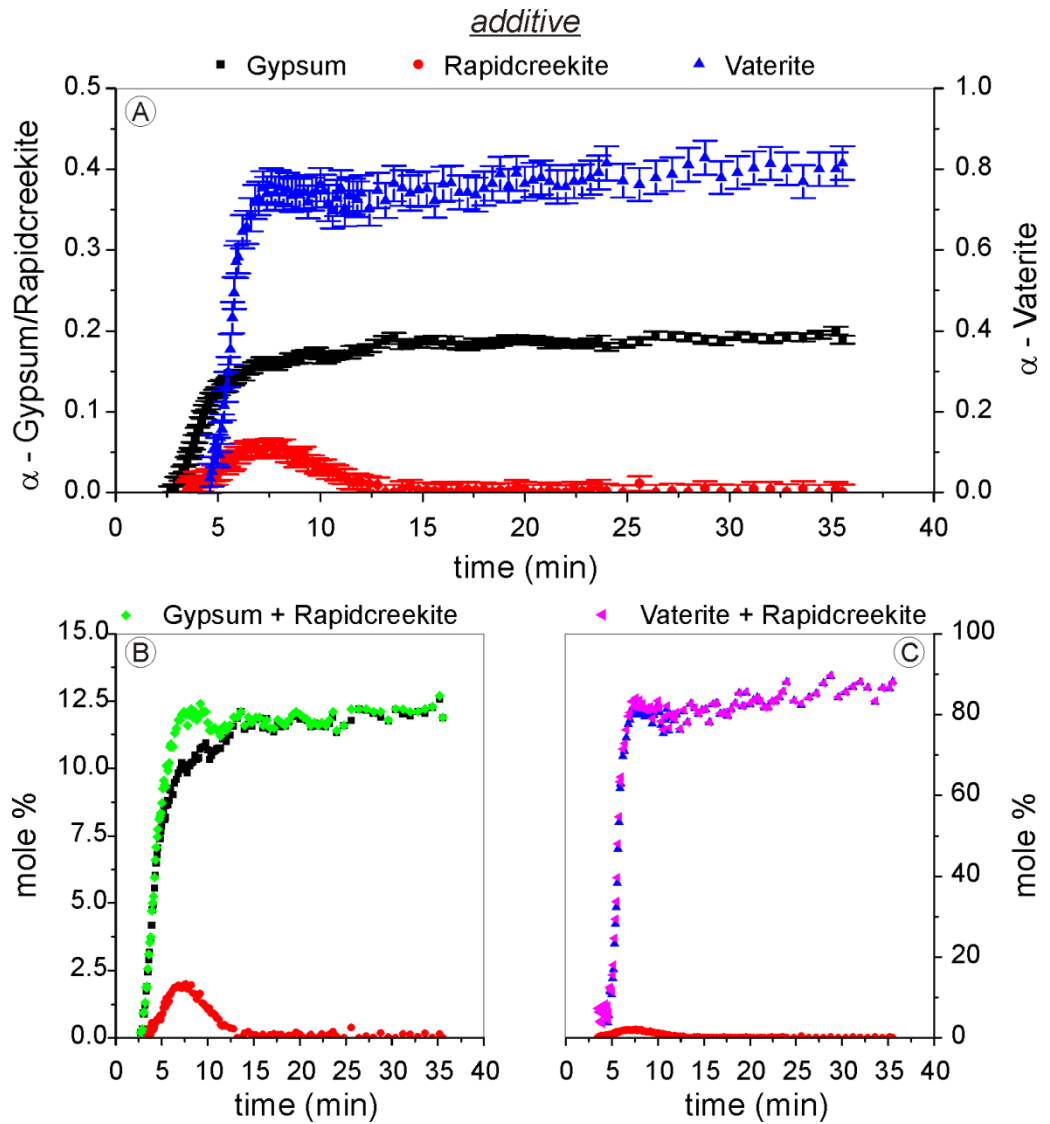 additive
Gypsum Rapidcreekite Vaterite
A
0.5
0.4
0.3
0.2
0.1
0.0
α - Gypsum/Rapidcreekite
1.0
0.8
0.6
0.4
0.2
0.0
α - Vaterite
0 5 10 15 20 25 30 35 40
time (min)
Gypsum + Rapidcreekite
B
15.0
12.5
10.0
7.5
5.0
2.5
0.0
mole %
0 5 10 15 20 25 30 35 40
time (min)
Vaterite + Rapidcreekite
C
100
80
60
40
20
0
mole %
0 5 10 15 20 25 30 35 40
time (min)